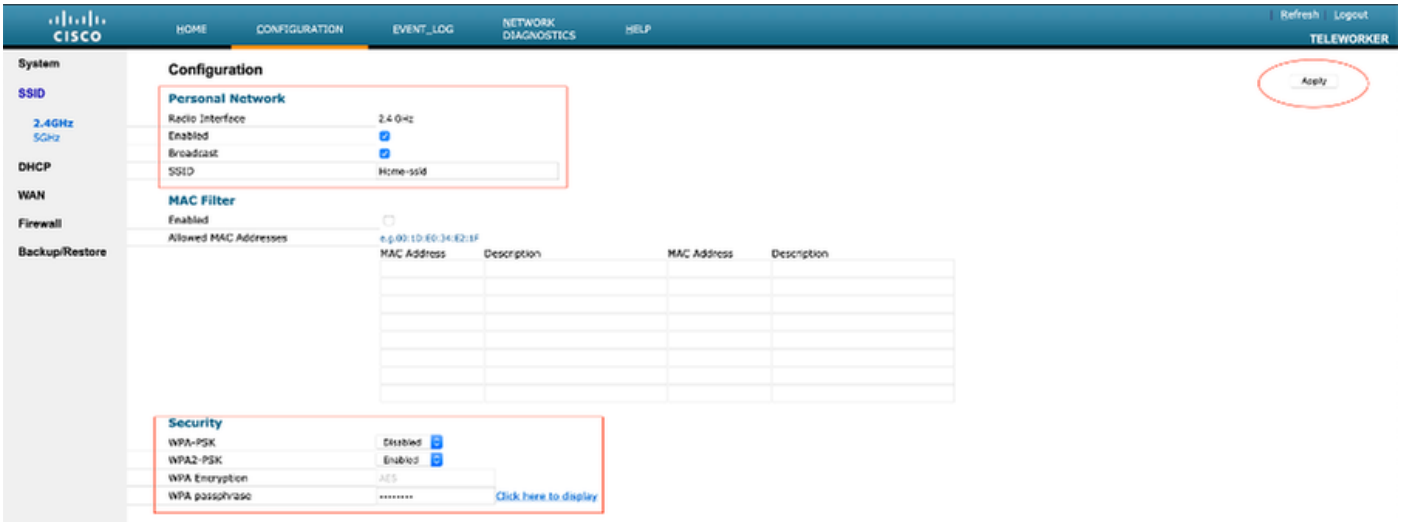 Refresh Logout
CISCO HOME CONFIGURATION EVENT_LOG NETWORK DIAGNOSTICS HELP
TELEWORKER
System
SSID
2.4GHz
5GHz
DHCP
WAN
Firewall
Backup/Restore
Configuration
Apply
Personal Network
Radio Interface 2.4 GHz
Enabled
Broadcast
SSID Home-ssid
MAC Filter
Enabled
Allowed MAC Addresses e.g.00:1D:E0:34:E2:1F
MAC Address Description MAC Address Description
Security
WPA-PSK Disabled
WPA2-PSK Enabled
WPA Encryption AES
WPA passphrase •••••••• Click here to display